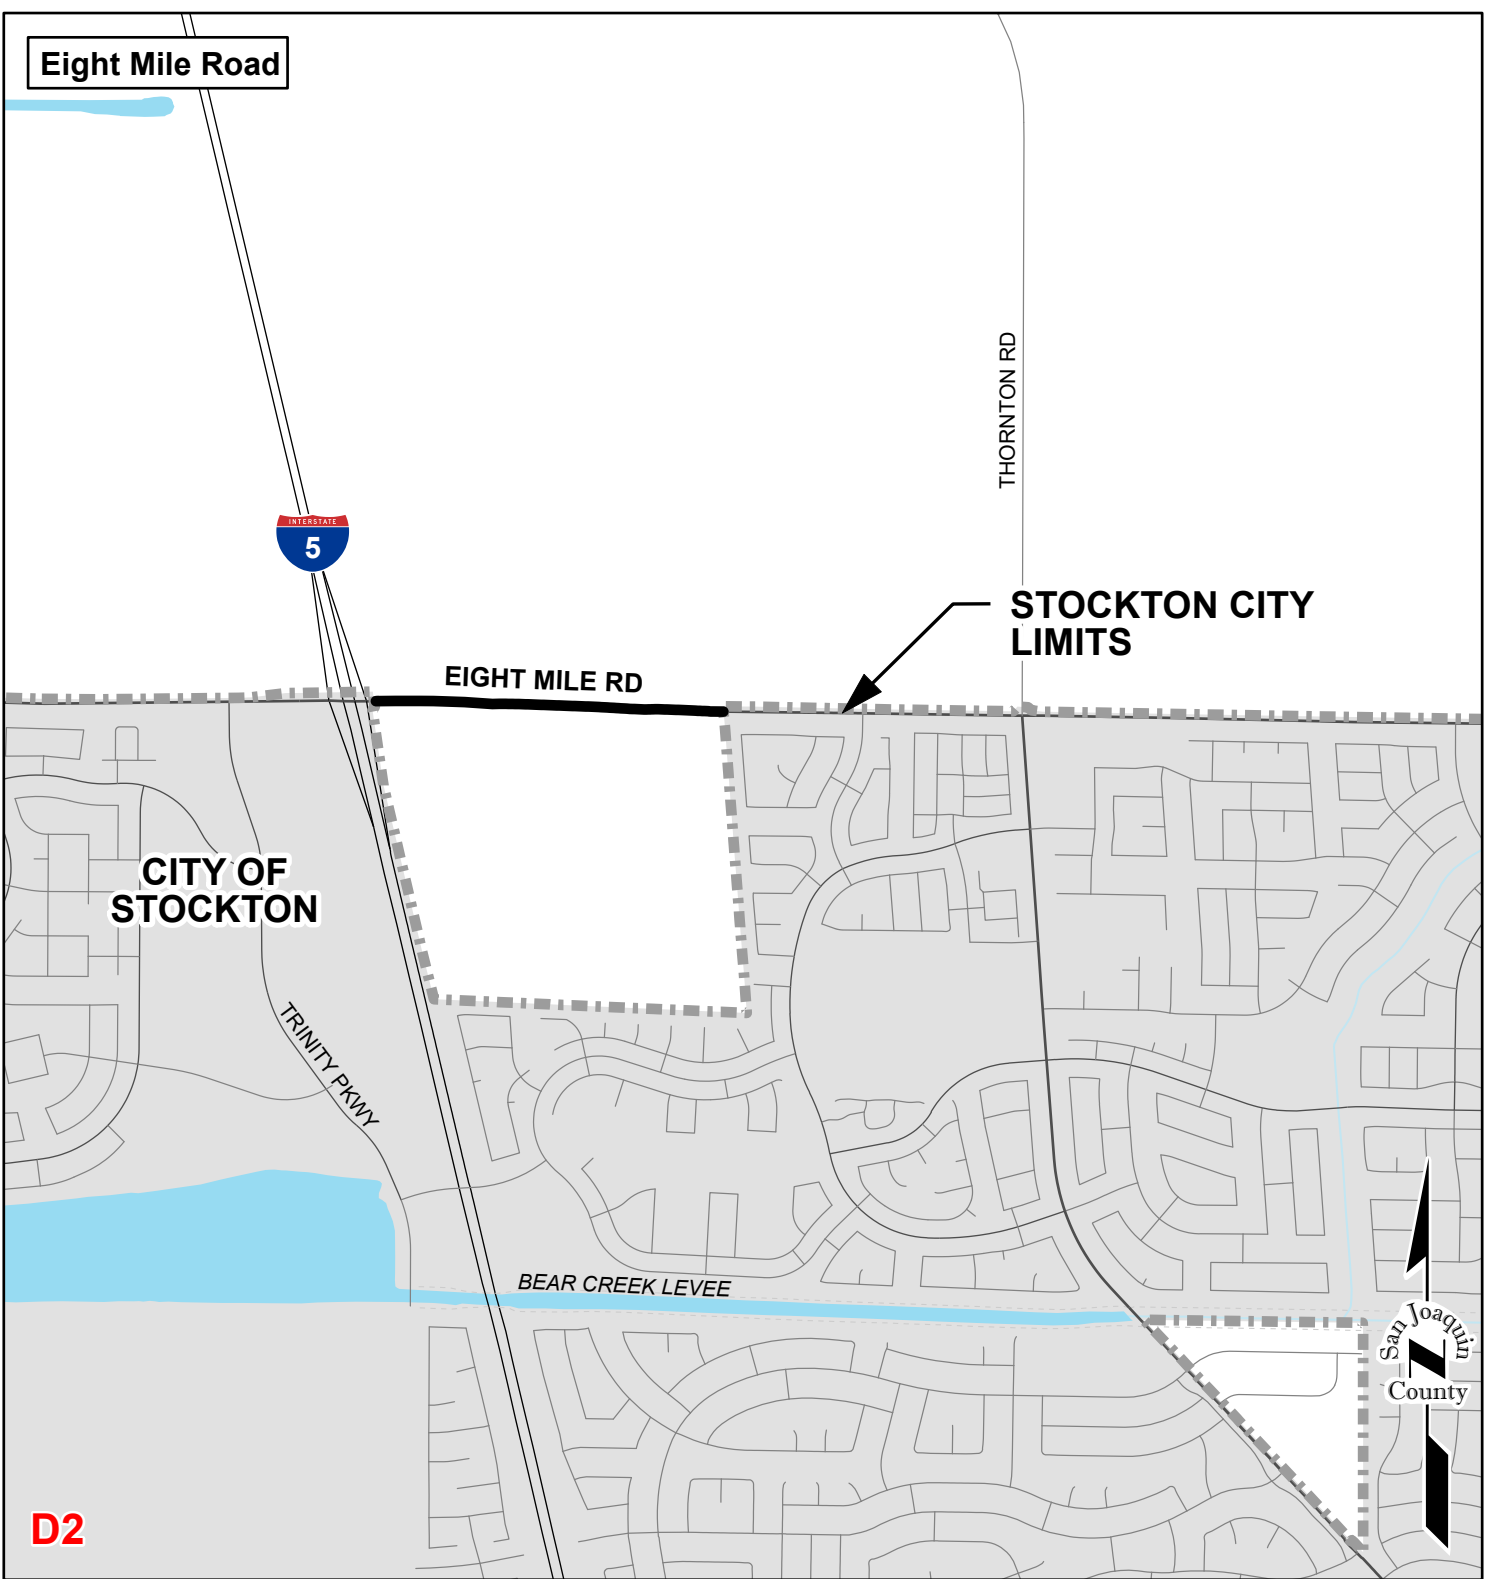 Eight Mile Road
THORNTON RD
INTERSTATE
5
STOCKTON CITY
LIMITS
EIGHT MILE RD
CITY OF
STOCKTON
TRINITY PKWY
BEAR CREEK LEVEE
San Joaquin
N
County
D2